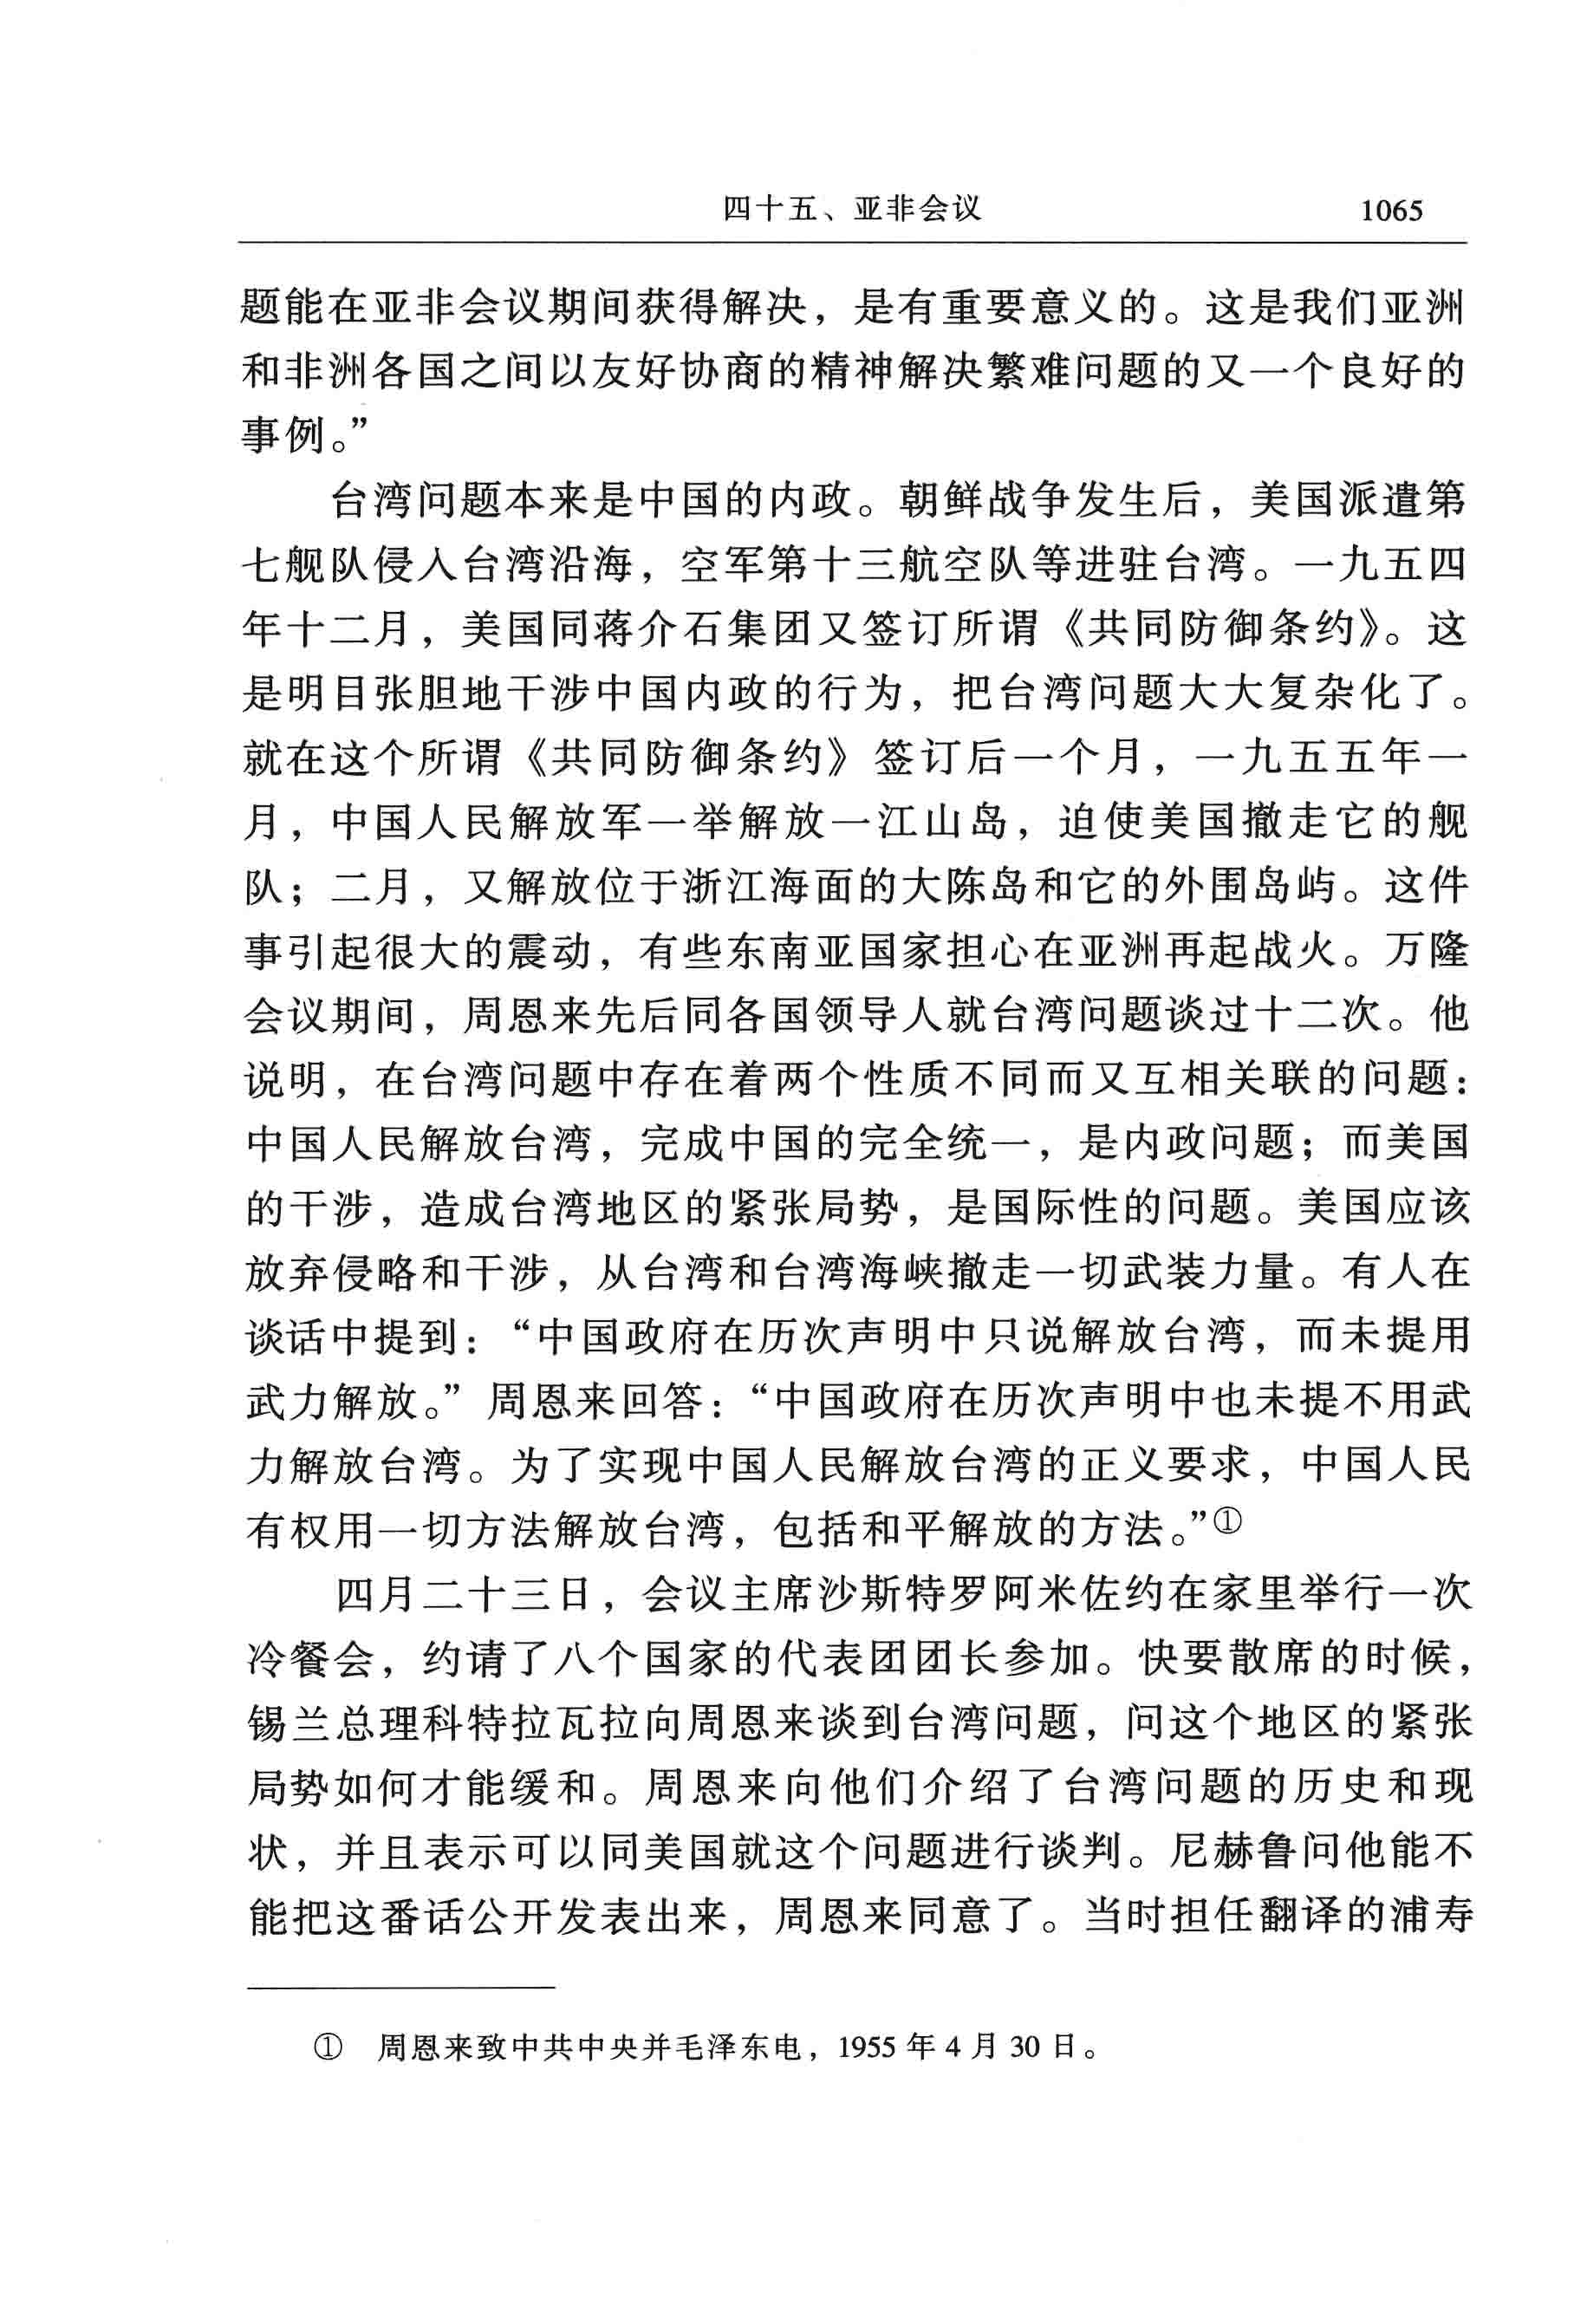 四十五、亚非会议 1065
题能在亚非会议期间获得解决，是有重要意义的。这是我们亚洲
和非洲各国之间以友好协商的精神解决繁难问题的又一个良好的
事例。”
台湾问题本来是中国的内政。朝鲜战争发生后，美国派遣第
七舰队侵入台湾沿海，空军第十三航空队等进驻台湾。一九五四
年十二月，美国同蒋介石集团又签订所谓《共同防御条约》。这
是明目张胆地干涉中国内政的行为，把台湾问题大大复杂化了。
就在这个所谓《共同防御条约》签订后一个月，一九五五年一
月，中国人民解放军一举解放一江山岛，迫使美国撤走它的舰
队；二月，又解放位于浙江海面的大陈岛和它的外围岛屿。这件
事引起很大的震动，有些东南亚国家担心在亚洲再起战火。万隆
会议期间，周恩来先后同各国领导人就台湾问题谈过十二次。他
说明，在台湾问题中存在着两个性质不同而又互相关联的问题：
中国人民解放台湾，完成中国的完全统一，是内政问题；而美国
的干涉，造成台湾地区的紧张局势，是国际性的问题。美国应该
放弃侵略和干涉，从台湾和台湾海峡撤走一切武装力量。有人在
谈话中提到：“中国政府在历次声明中只说解放台湾，而未提用
武力解放。”周恩来回答：“中国政府在历次声明中也未提不用武
力解放台湾。为了实现中国人民解放台湾的正义要求，中国人民
有权用一切方法解放台湾，包括和平解放的方法。”①
四月二十三日，会议主席沙斯特罗阿米佐约在家里举行一次
冷餐会，约请了八个国家的代表团团长参加。快要散席的时候，
锡兰总理科特拉瓦拉向周恩来谈到台湾问题，问这个地区的紧张
局势如何才能缓和。周恩来向他们介绍了台湾问题的历史和现
状，并且表示可以同美国就这个问题进行谈判。尼赫鲁问他能不
能把这番话公开发表出来，周恩来同意了。当时担任翻译的浦寿
① 周恩来致中共中央并毛泽东电，1955 年 4 月 30 日。